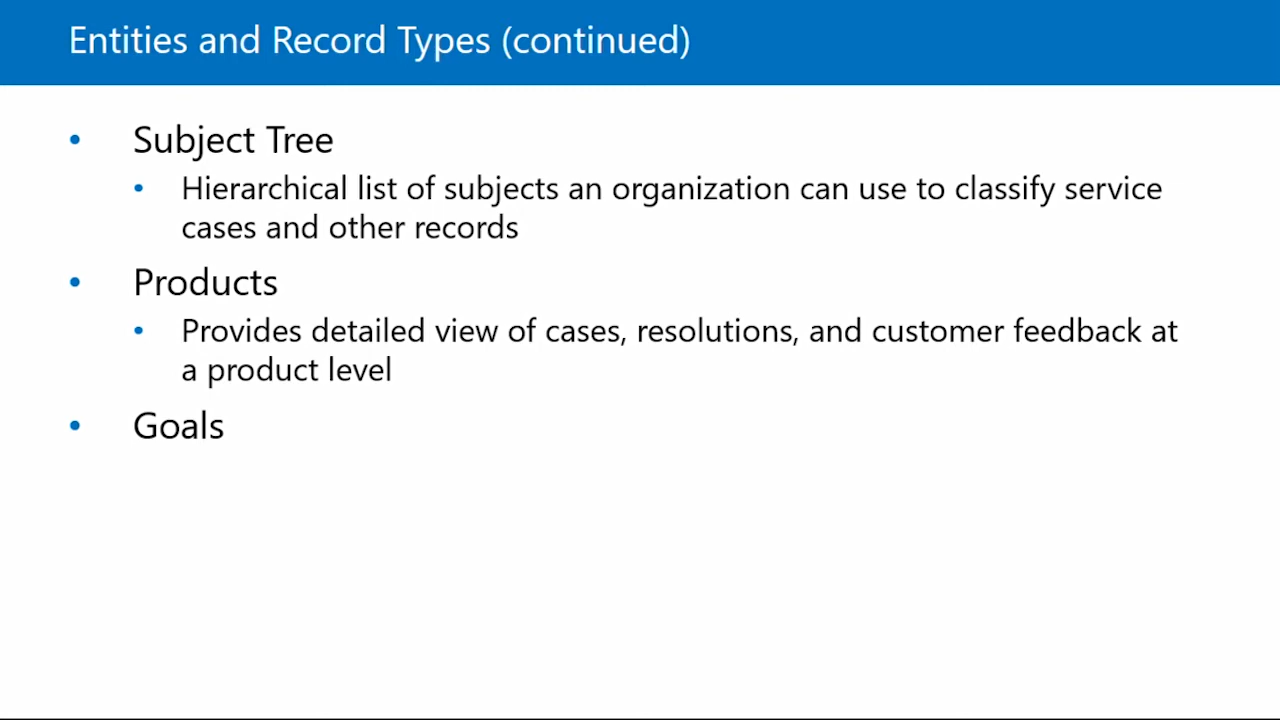 Entities and Record Types (continued)
• Subject Tree
• Hierarchical list of subjects an organization can use to classify service
cases and other records
• Products
• Provides detailed view of cases, resolutions, and customer feedback at
a product level
• Goals